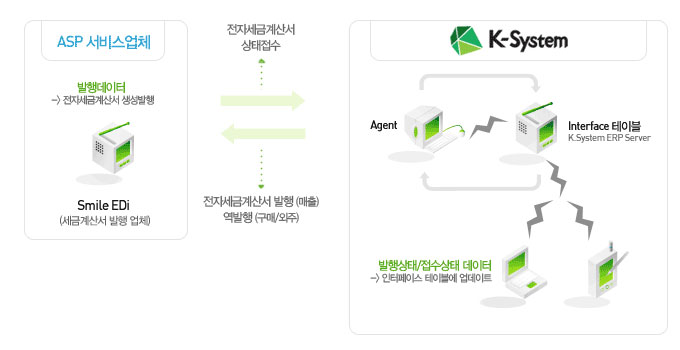 ASP 서비스업체
발행데이터
-> 전자세금계산서 생성발행
Smile EDi
(세금계산서 발행 업체)
전자세금계산서
상태접수
전자세금계산서 발행 (매출)
역발행 (구매/외주)
K-System
Agent
Interface 테이블
K.System ERP Server
발행상태/접수상태 데이터
-> 인터페이스 테이블에 업데이트